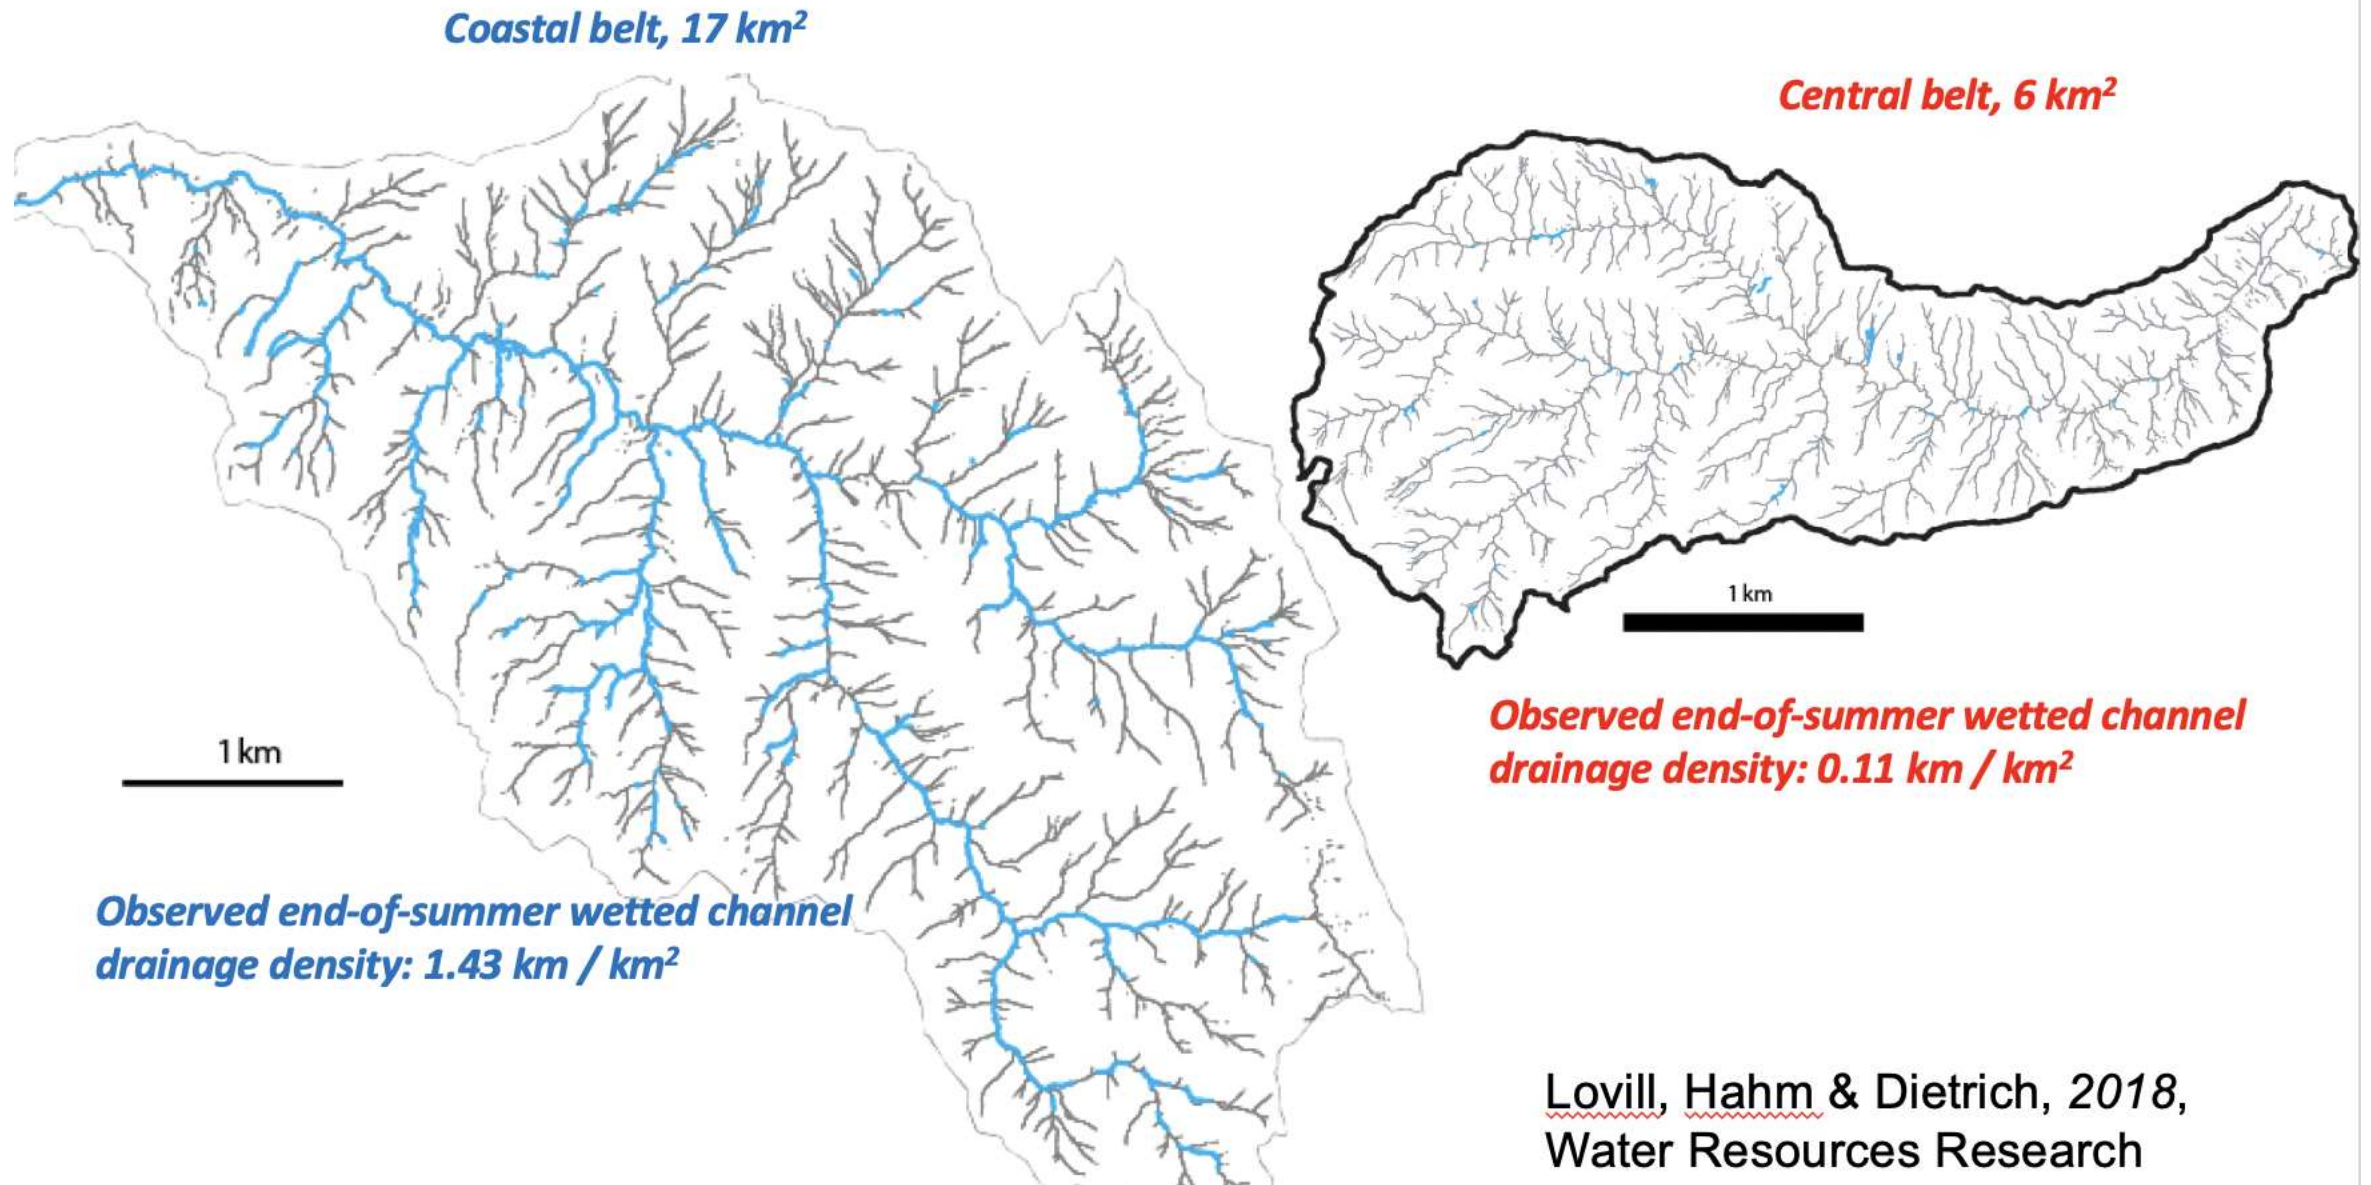 Coastal belt, 17 km²
Central belt, 6 km²
1 km
Observed end-of-summer wetted channel
drainage density: 0.11 km / km²
1 km
Observed end-of-summer wetted channel
drainage density: 1.43 km / km²
Lovill, Hahm & Dietrich, 2018,
Water Resources Research